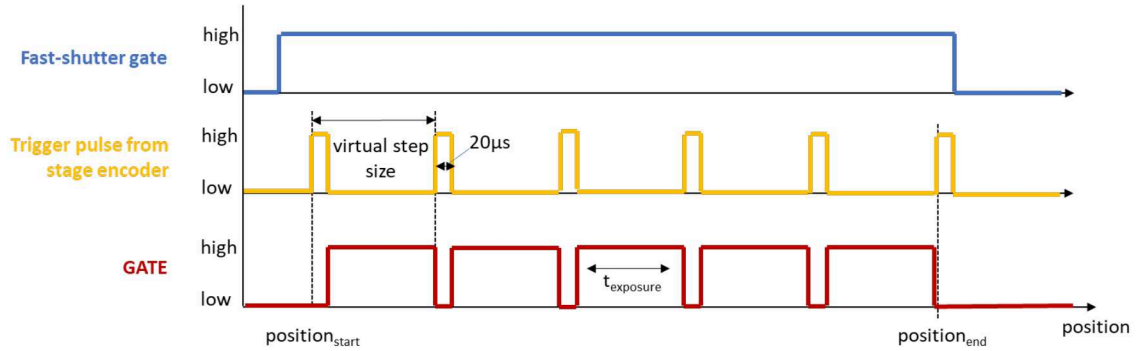 high
Fast-shutter gate
low
high
Trigger pulse from
stage encoder
virtual step
size
20µs
low
high
GATE
t_exposure
low
position_start
position_end
position